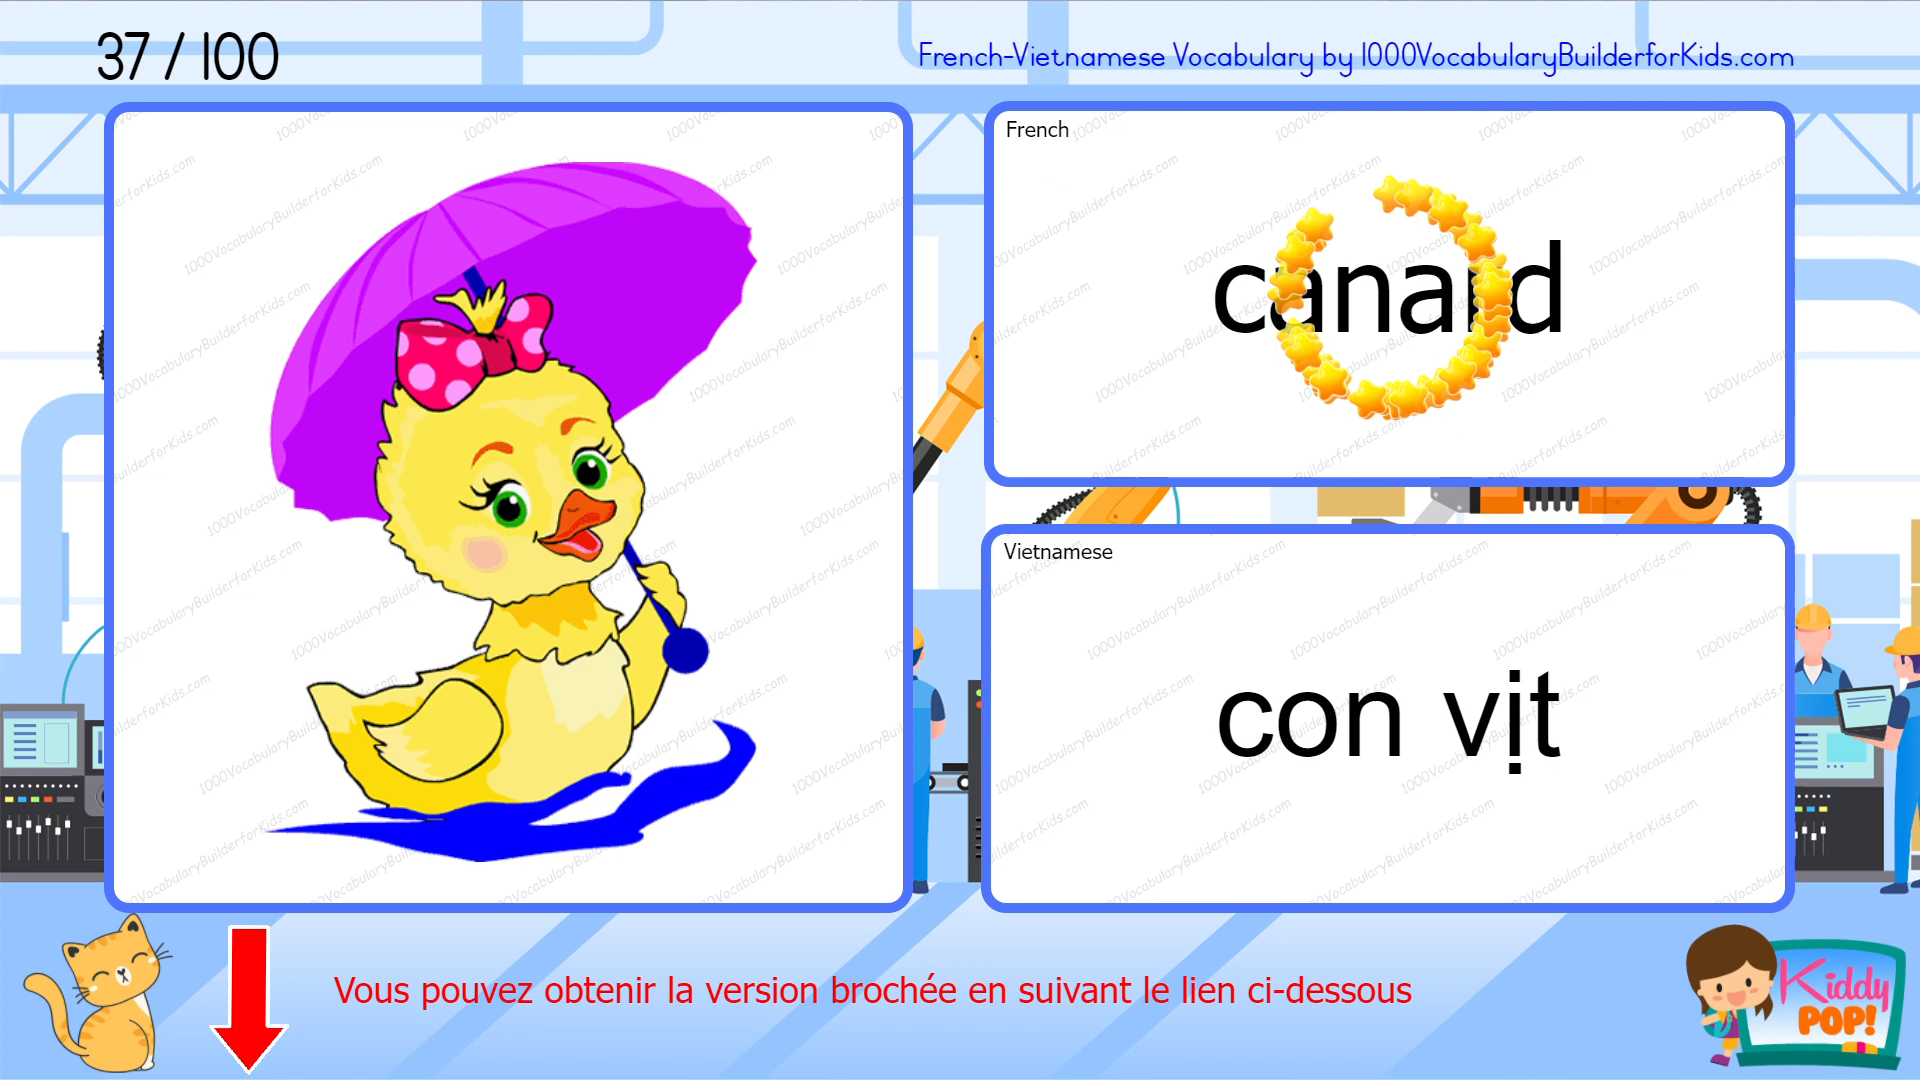 37 / 100
French-Vietnamese Vocabulary by 1000VocabularyBuilderforKids.com
French
canard
Vietnamese
con vịt
Vous pouvez obtenir la version brochée en suivant le lien ci-dessous
Kiddy
POP!